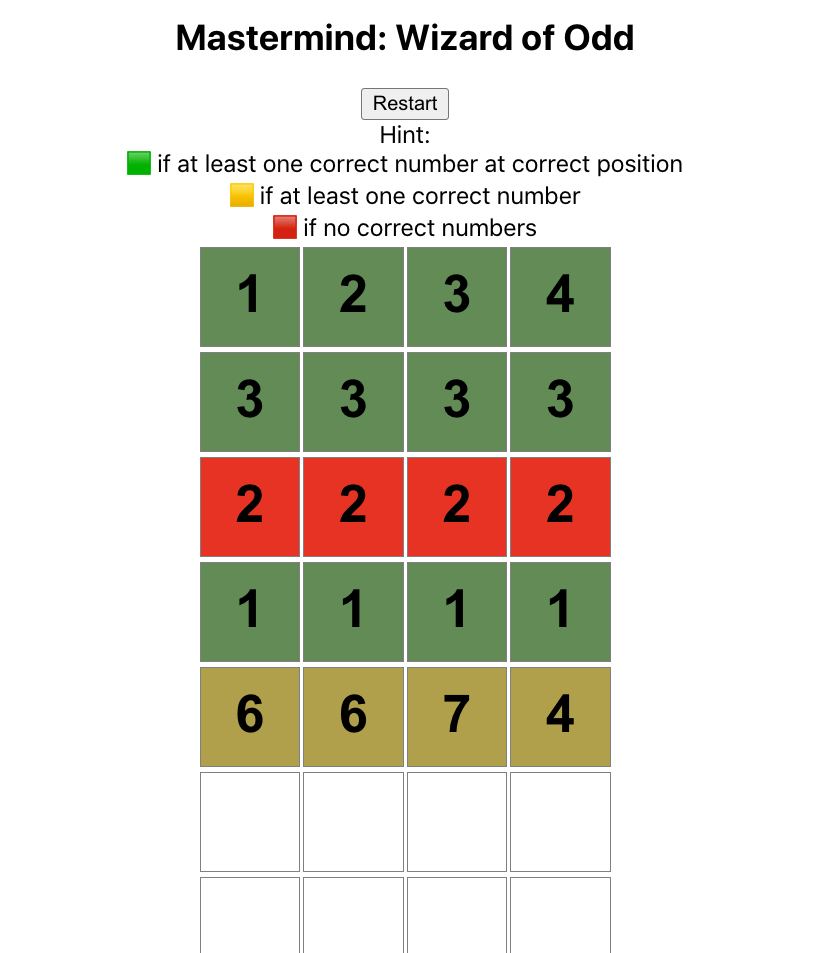 Mastermind: Wizard of Odd
Restart
Hint:
🟩 if at least one correct number at correct position
🟨 if at least one correct number
🟥 if no correct numbers
1 2 3 4
3 3 3 3
2 2 2 2
1 1 1 1
6 6 7 4